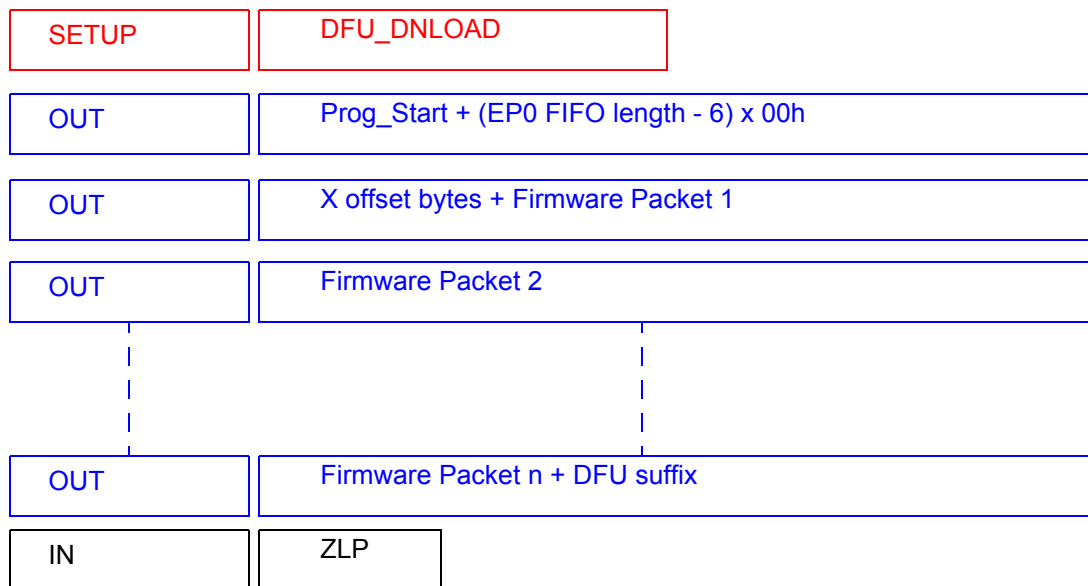 SETUP DFU_DNLOAD
OUT Prog_Start + (EP0 FIFO length - 6) x 00h
OUT X offset bytes + Firmware Packet 1
OUT Firmware Packet 2
OUT Firmware Packet n + DFU suffix
IN ZLP